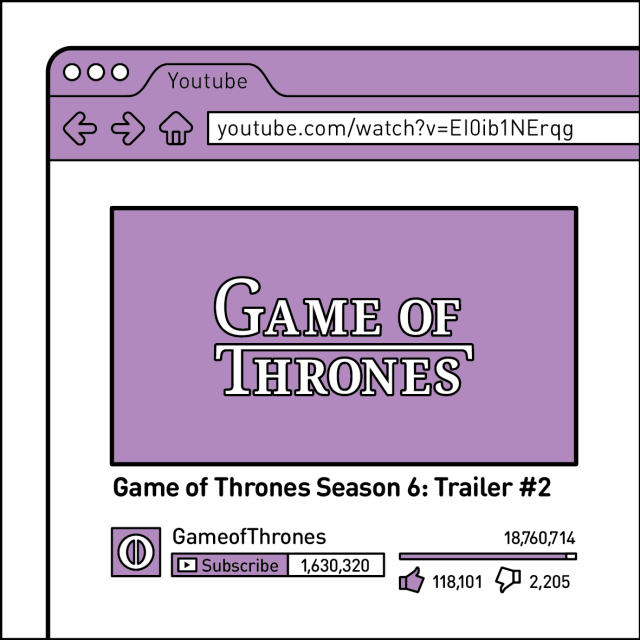 Youtube
youtube.com/watch?v=EI0ib1NErqg
GAME OF
THRONES
Game of Thrones Season 6: Trailer #2
GameofThrones
18,760,714
Subscribe 1,630,320
118,101 2,205